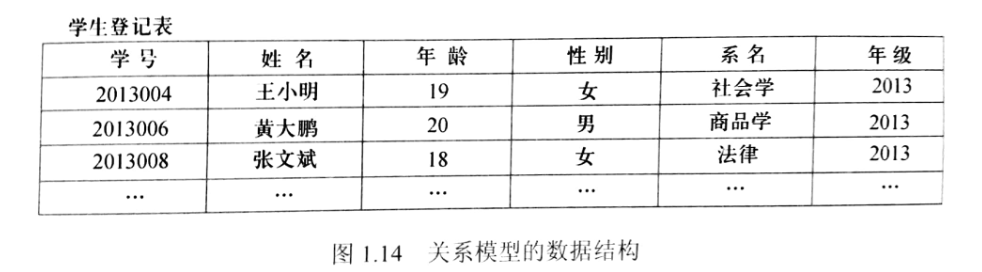 学生登记表
学号 姓名 年龄 性别 系名 年级
2013004 王小明 19 女 社会学 2013
2013006 黄大鹏 20 男 商品学 2013
2013008 张文斌 18 女 法律 2013
… … … … … …
图 1.14 关系模型的数据结构